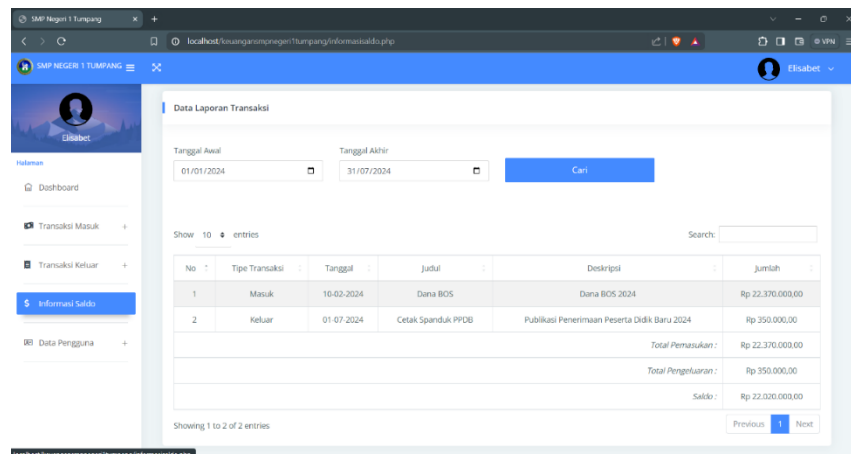 SMP Negeri 1 Tumpang
localhost/keuangansmpnegeri1tumpang/informasisaldo.php
VPN
SMP NEGERI 1 TUMPANG
Elisabet
Elisabet
Halaman
Dashboard
Transaksi Masuk +
Transaksi Keluar +
$ Informasi Saldo
Data Pengguna +
Data Laporan Transaksi
Tanggal Awal Tanggal Akhir
01/01/2024 31/07/2024 Cari
Show 10 entries Search:
No Tipe Transaksi Tanggal Judul Deskripsi Jumlah
1 Masuk 10-02-2024 Dana BOS Dana BOS 2024 Rp 22.370.000,00
2 Keluar 01-07-2024 Cetak Spanduk PPDB Publikasi Penerimaan Peserta Didik Baru 2024 Rp 350.000,00
Total Pemasukan : Rp 22.370.000,00
Total Pengeluaran : Rp 350.000,00
Saldo : Rp 22.020.000,00
Showing 1 to 2 of 2 entries Previous 1 Next